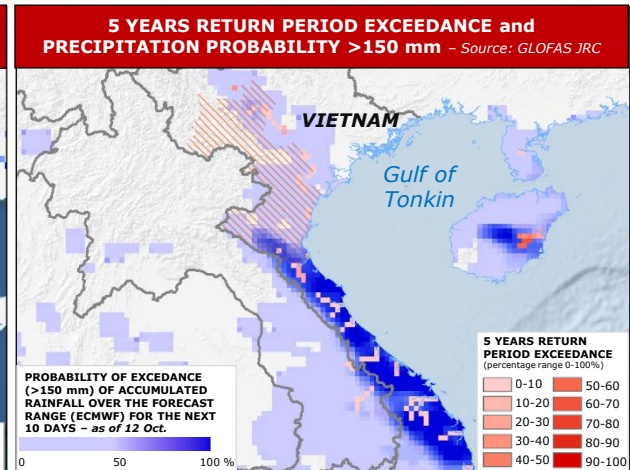 5 YEARS RETURN PERIOD EXCEEDANCE and
PRECIPITATION PROBABILITY >150 mm – Source: GLOFAS JRC
VIETNAM
Gulf of
Tonkin
PROBABILITY OF EXCEDANCE
(>150 mm) OF ACCUMULATED
RAINFALL OVER THE FORECAST
RANGE (ECMWF) FOR THE NEXT
10 DAYS – as of 12 Oct.
0 50 100 %
5 YEARS RETURN
PERIOD EXCEEDANCE
(percentage range 0-100%)
0-10 50-60
10-20 60-70
20-30 70-80
30-40 80-90
40-50 90-100